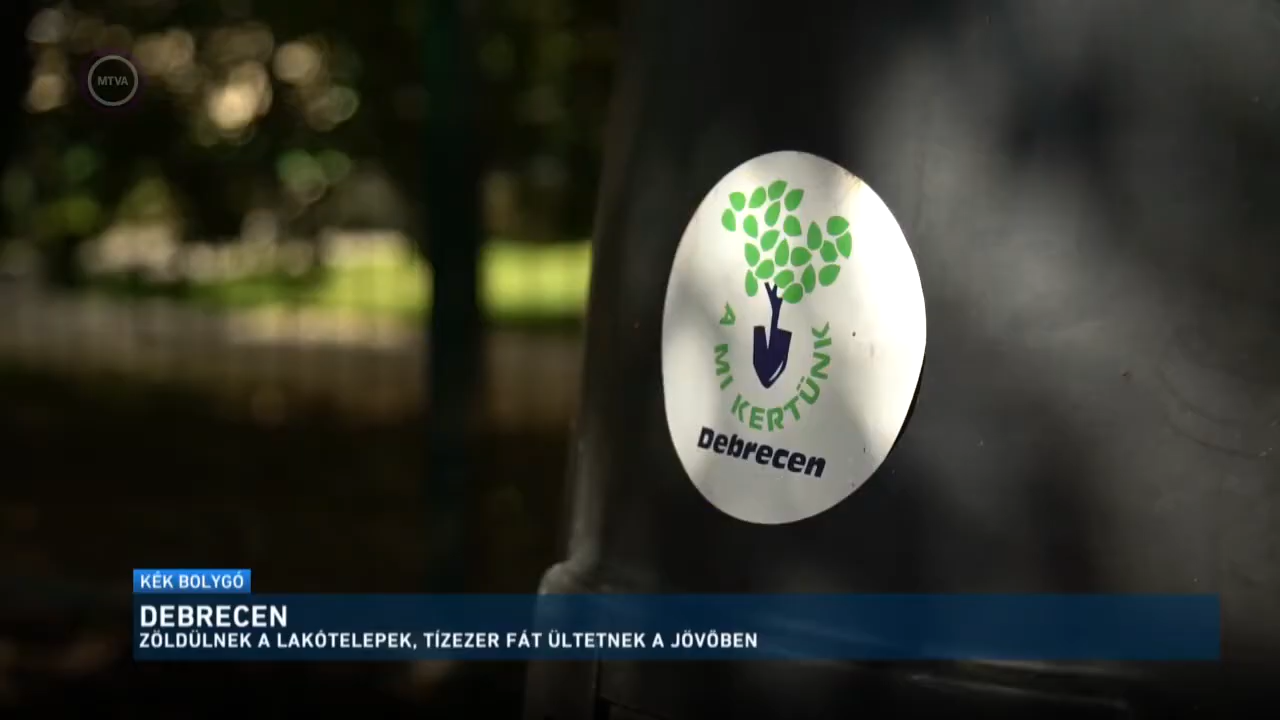 MTVA
A MI KERTÜNK
Debrecen
KÉK BOLYGÓ
DEBRECEN
ZÖLDÜLNEK A LAKÓTELEPEK, TÍZEZER FÁT ÜLTETNEK A JÖVŐBEN